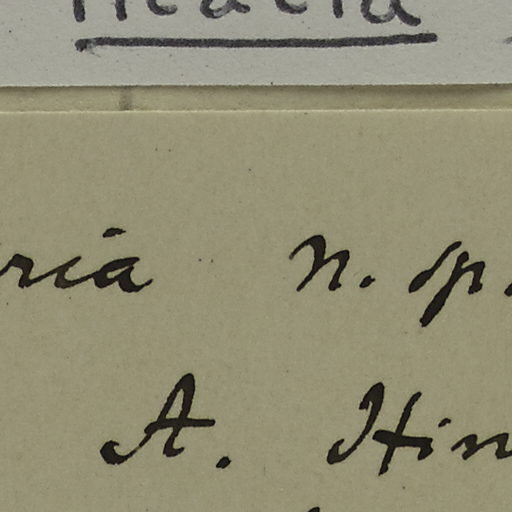 ria n. sp.
A. Hin